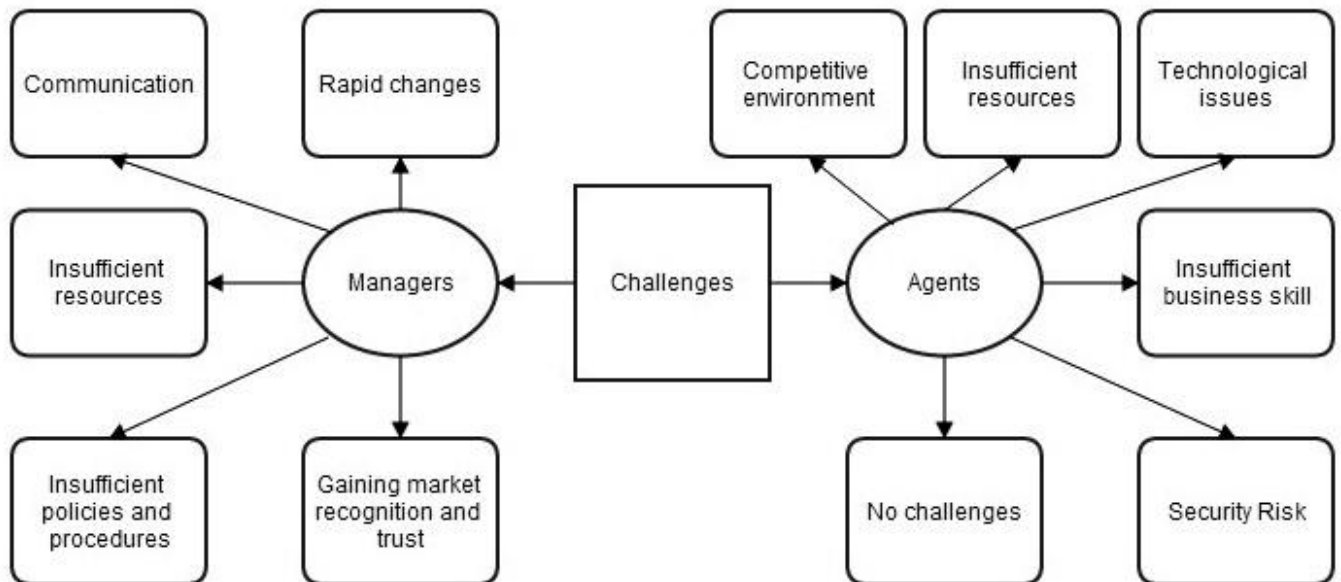 Communication
Rapid changes
Competitive
environment
Insufficient
resources
Technological
issues
Insufficient
resources
Managers
Challenges
Agents
Insufficient
business skill
Insufficient
policies and
procedures
Gaining market
recognition and
trust
No challenges
Security Risk